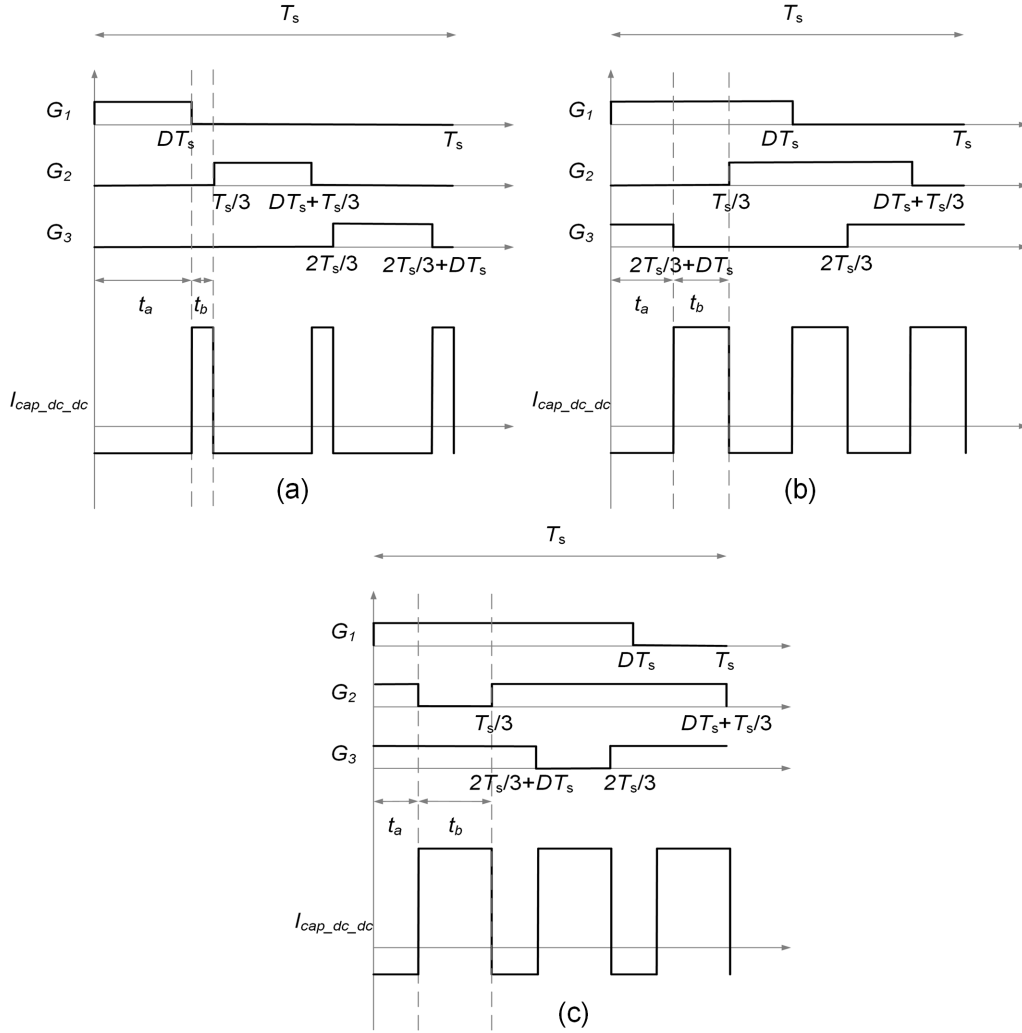 Ts
G1
DTs
Ts
G2
Ts/3
DTs+Ts/3
G3
2Ts/3
2Ts/3+DTs
ta
tb
Icap_dc_dc
(a)
Ts
G1
DTs
Ts
G2
Ts/3
DTs+Ts/3
G3
2Ts/3+DTs
2Ts/3
ta
tb
Icap_dc_dc
(b)
Ts
G1
DTs
Ts
G2
Ts/3
DTs+Ts/3
G3
2Ts/3+DTs
2Ts/3
ta
tb
Icap_dc_dc
(c)